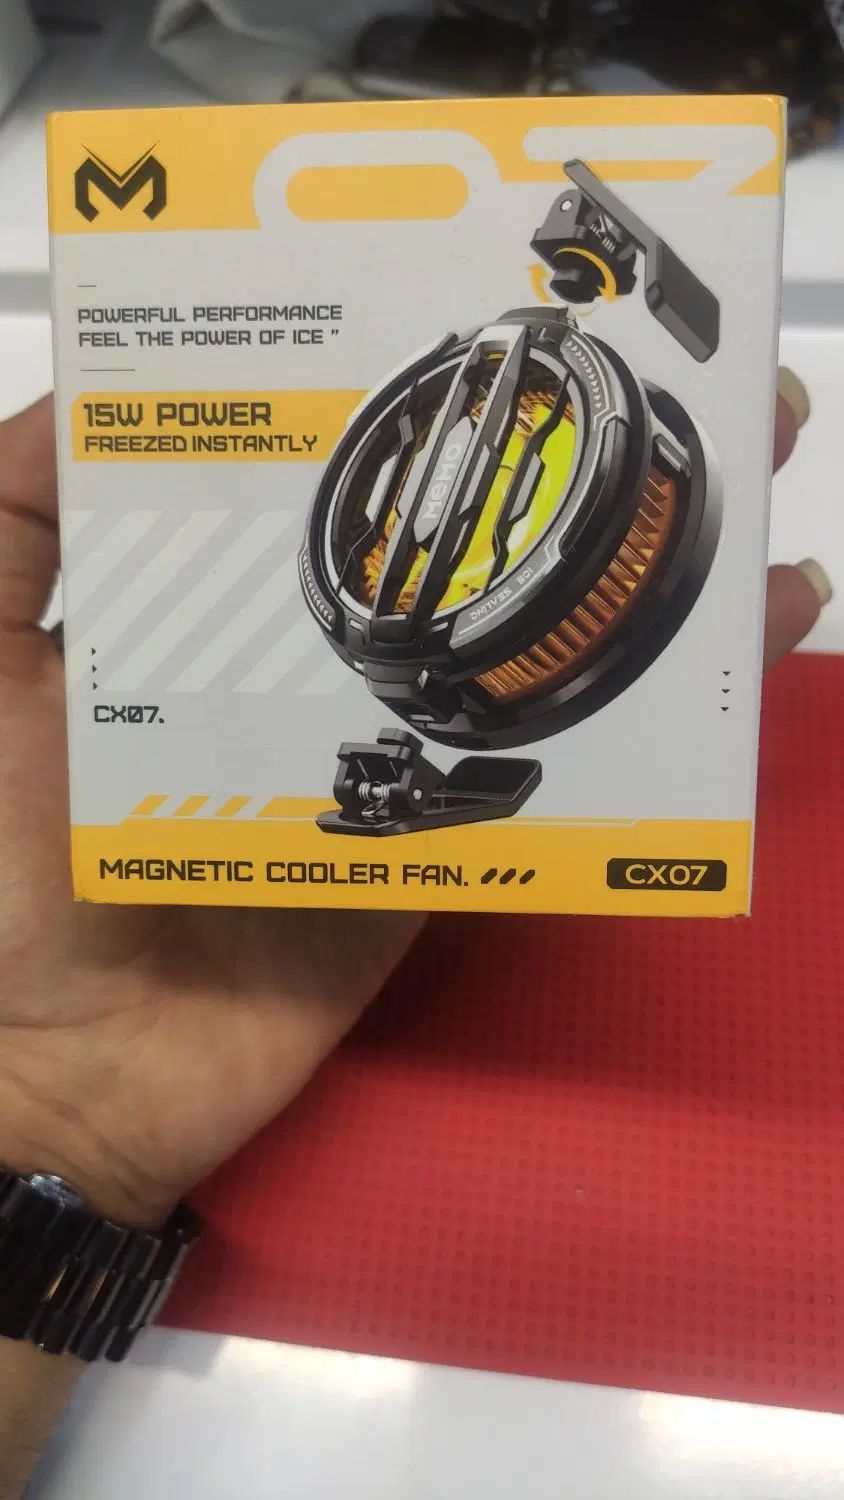 07
POWERFUL PERFORMANCE
FEEL THE POWER OF ICE "
15W POWER
FREEZED INSTANTLY
MEMO
ICE SEALING
CX07.
MAGNETIC COOLER FAN.
CX07